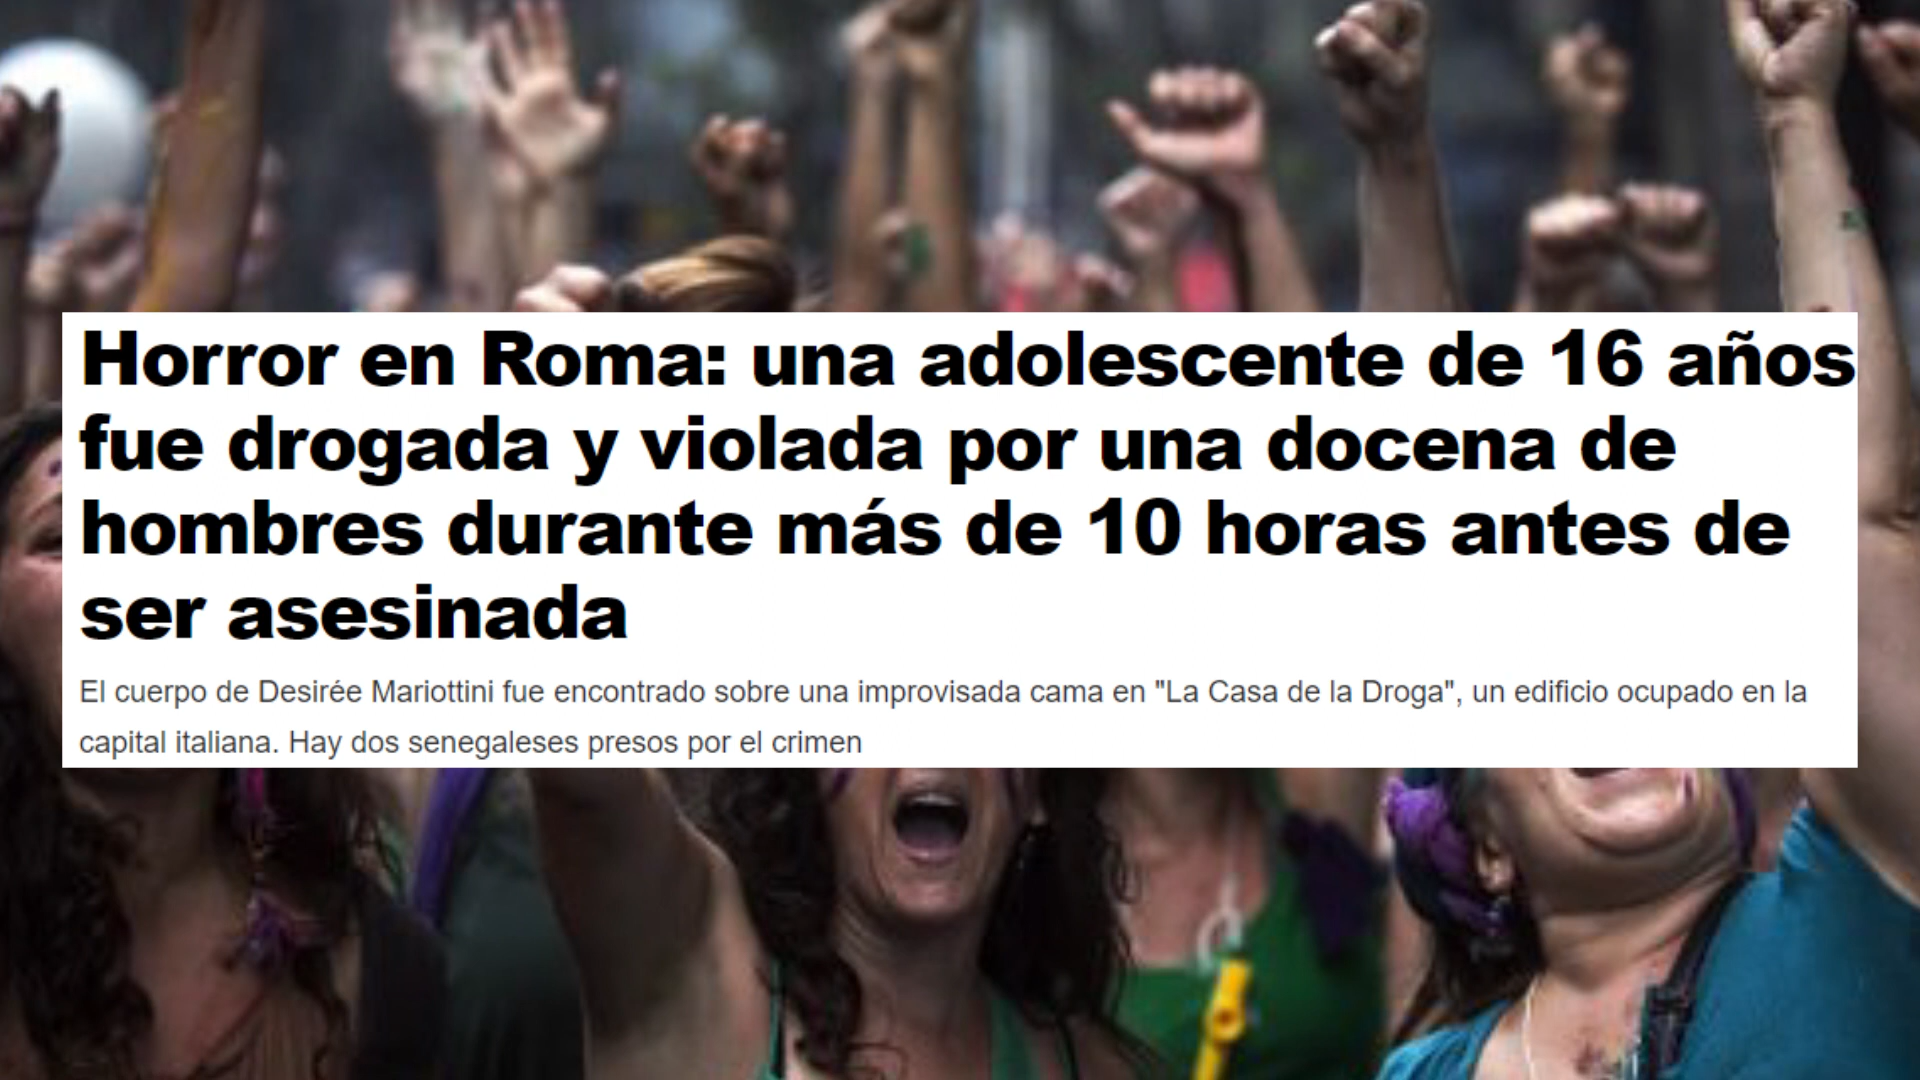 Horror en Roma: una adolescente de 16 años
fue drogada y violada por una docena de
hombres durante más de 10 horas antes de
ser asesinada
El cuerpo de Desirée Mariottini fue encontrado sobre una improvisada cama en "La Casa de la Droga", un edificio ocupado en la
capital italiana. Hay dos senegaleses presos por el crimen